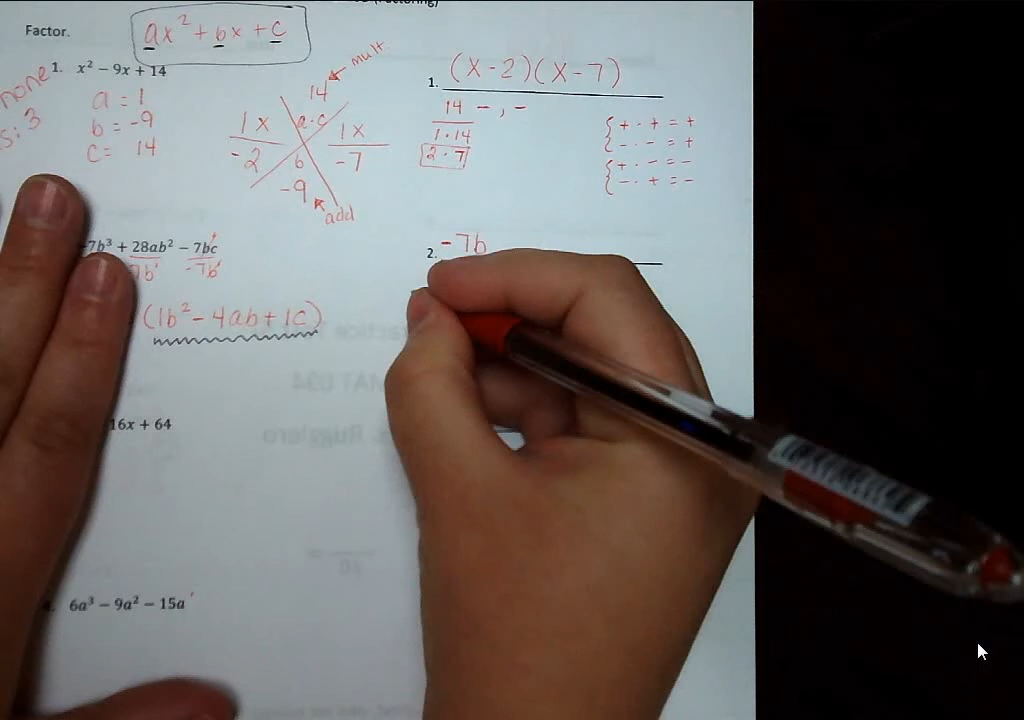 Factor.
ax² + bx + c
1. x² − 9x + 14
none
a = 1
b = -9
c = 14
14
mult
a·c
1x
1x
-2
b
-7
-9
add
1. (x-2)(x-7)
14 -, -
1·14
2·7
+ · + = +
- · - = +
+ · - = -
- · + = -
7b³ + 28ab² − 7bc
7b
-7b
(1b² - 4ab + 1c)
2. -7b
16x + 64
6a³ − 9a² − 15a